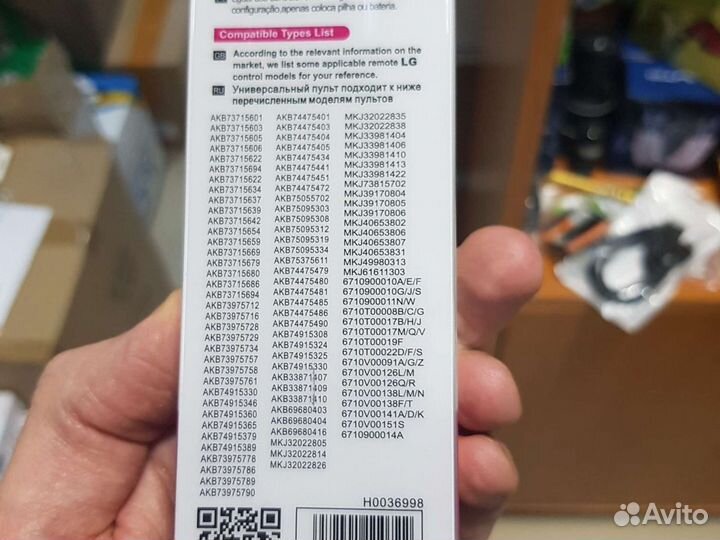 configuração,apenas coloca pilha ou bateria.
Compatible Types List
GB According to the relevant information on the
market, we list some applicable remote LG
control models for your reference.
RU Универсальный пульт подходит к ниже
перечисленным моделям пультов
AKB73715601
AKB73715603
AKB73715605
AKB73715606
AKB73715622
AKB73715694
AKB73715622
AKB73715634
AKB73715637
AKB73715639
AKB73715642
AKB73715654
AKB73715659
AKB73715669
AKB73715679
AKB73715680
AKB73715686
AKB73715694
AKB73975712
AKB73975716
AKB73975728
AKB73975729
AKB73975734
AKB73975757
AKB73975758
AKB73975761
AKB74915330
AKB74915346
AKB74915360
AKB74915365
AKB74915379
AKB74915389
AKB73975778
AKB73975786
AKB73975789
AKB73975790
AKB74475401
AKB74475403
AKB74475404
AKB74475405
AKB74475434
AKB74475441
AKB74475451
AKB74475472
AKB75055702
AKB75095303
AKB75095308
AKB75095312
AKB75095319
AKB75095334
AKB75375611
AKB74475479
AKB74475480
AKB74475481
AKB74475485
AKB74475486
AKB74475490
AKB74915308
AKB74915324
AKB74915325
AKB74915330
AKB33871407
AKB33871409
AKB33871410
AKB69680403
AKB69680404
AKB69680416
MKJ32022805
MKJ32022814
MKJ32022826
MKJ32022835
MKJ32022838
MKJ33981404
MKJ33981406
MKJ33981410
MKJ33981413
MKJ33981422
MKJ73815702
MKJ39170804
MKJ39170805
MKJ39170806
MKJ40653802
MKJ40653806
MKJ40653807
MKJ40653831
MKJ49980313
MKJ61611303
6710900010A/E/F
6710900010G/J/S
6710900011N/W
6710T00008B/C/G
6710T00017B/H/J
6710T00017M/Q/V
6710T00019F
6710T00022D/F/S
6710V00091A/G/Z
6710V00126L/M
6710V00126Q/R
6710V00138L/M/N
6710V00138F/T
6710V00141A/D/K
6710V00151S
6710900014A
H0036998
Avito